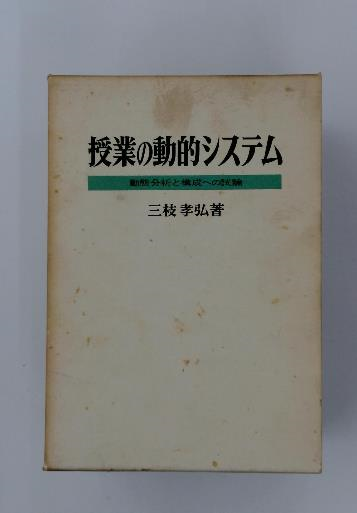 授業の動的システム
動態分析と構成への試論
三枝孝弘著